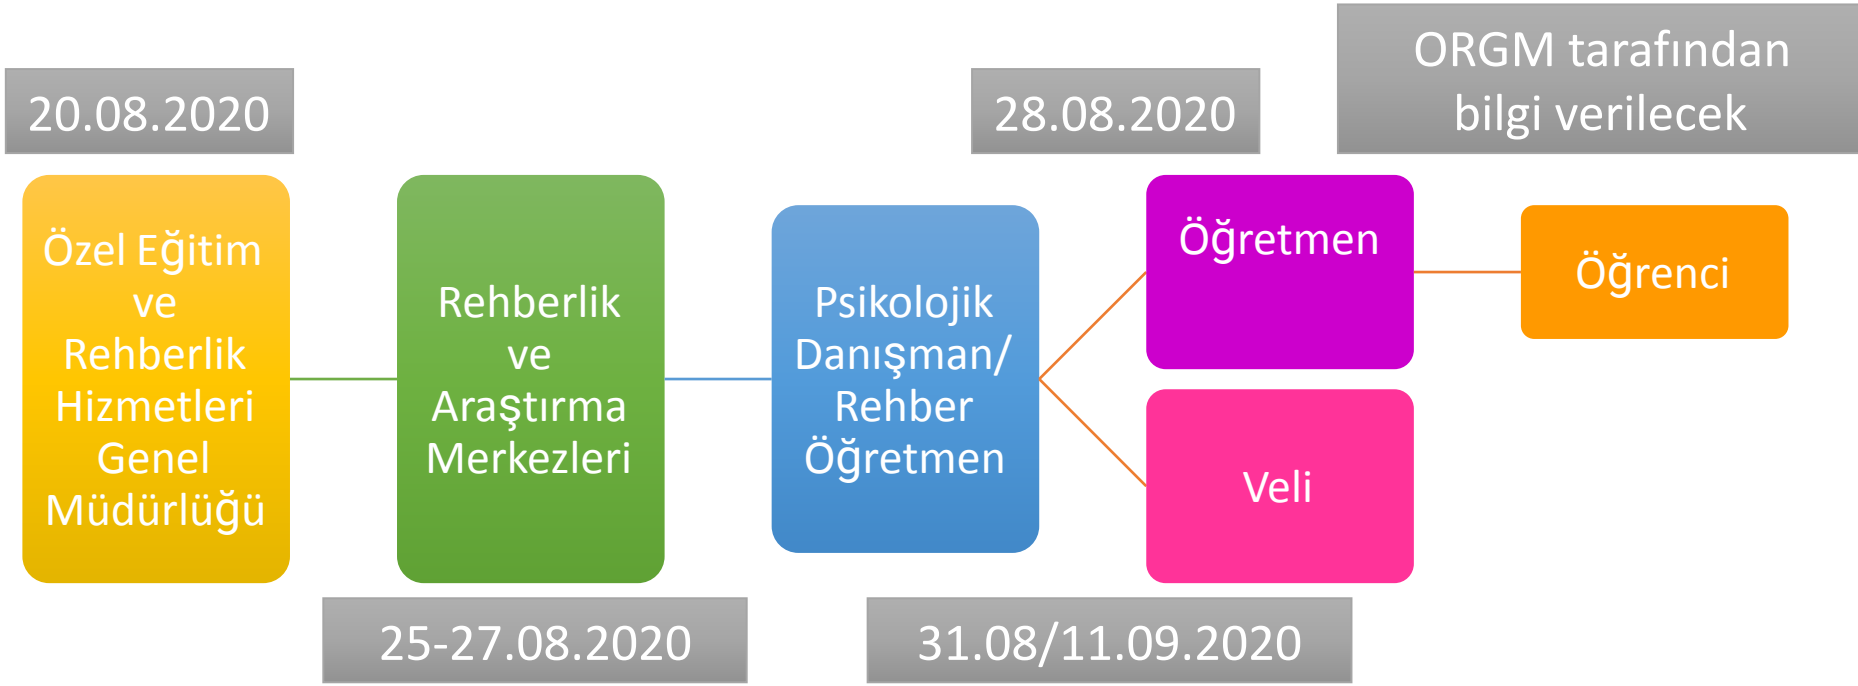 20.08.2020
28.08.2020
ORGM tarafından
bilgi verilecek
Özel Eğitim
ve
Rehberlik
Hizmetleri
Genel
Müdürlüğü
Rehberlik
ve
Araştırma
Merkezleri
Psikolojik
Danışman/
Rehber
Öğretmen
Öğretmen
Veli
Öğrenci
25-27.08.2020
31.08/11.09.2020